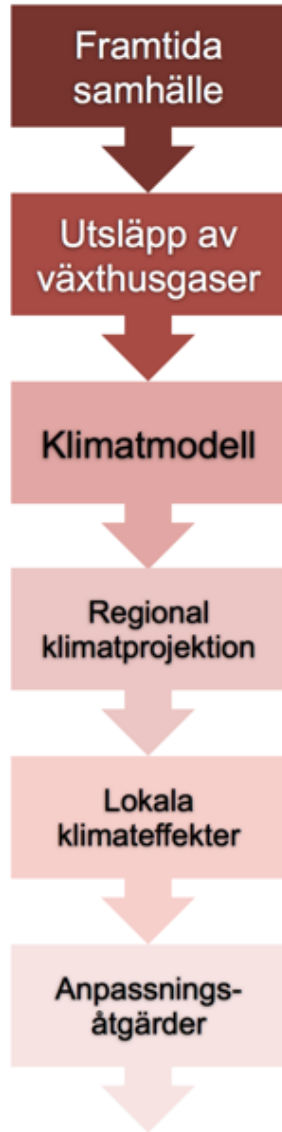 Framtida
samhälle
Utsläpp av
växthusgaser
Klimatmodell
Regional
klimatprojektion
Lokala
klimateffekter
Anpassnings-
åtgärder